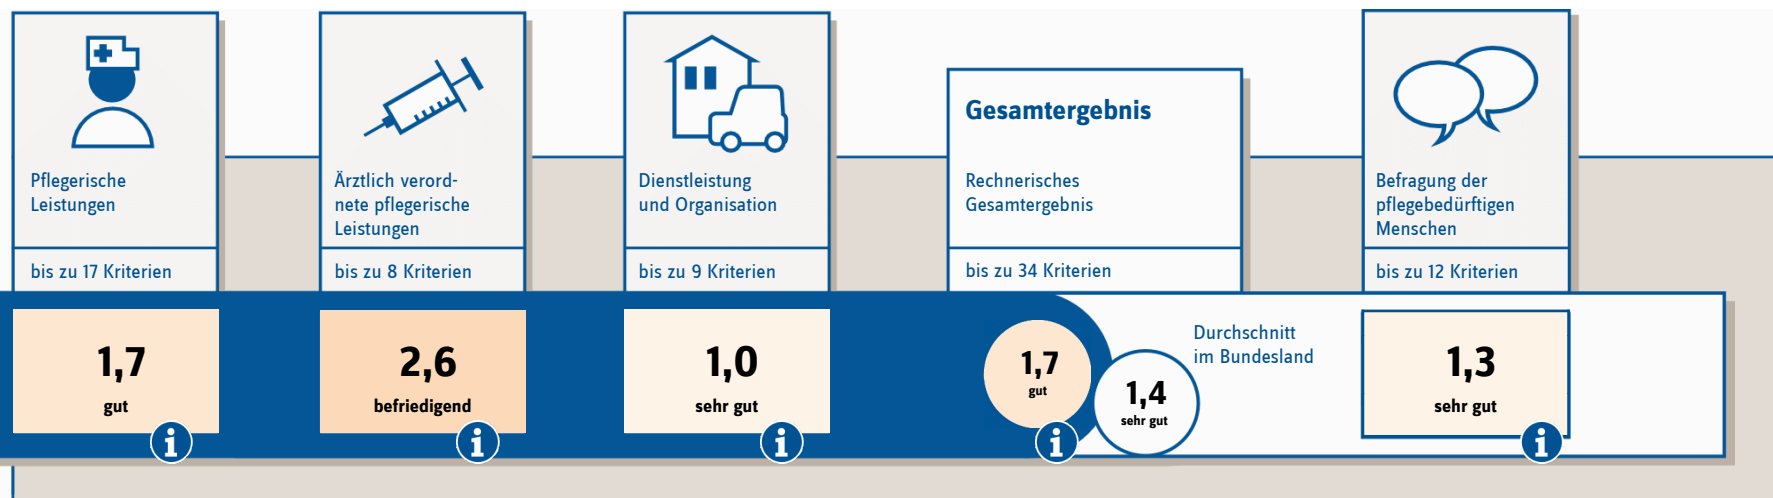 Pflegerische
Leistungen
bis zu 17 Kriterien
1,7
gut
i
Ärztlich verord-
nete pflegerische
Leistungen
bis zu 8 Kriterien
2,6
befriedigend
i
Dienstleistung
und Organisation
bis zu 9 Kriterien
1,0
sehr gut
i
Gesamtergebnis
Rechnerisches
Gesamtergebnis
bis zu 34 Kriterien
1,7
gut
i
1,4
sehr gut
Durchschnitt
im Bundesland
Befragung der
pflegebedürftigen
Menschen
bis zu 12 Kriterien
1,3
sehr gut
i